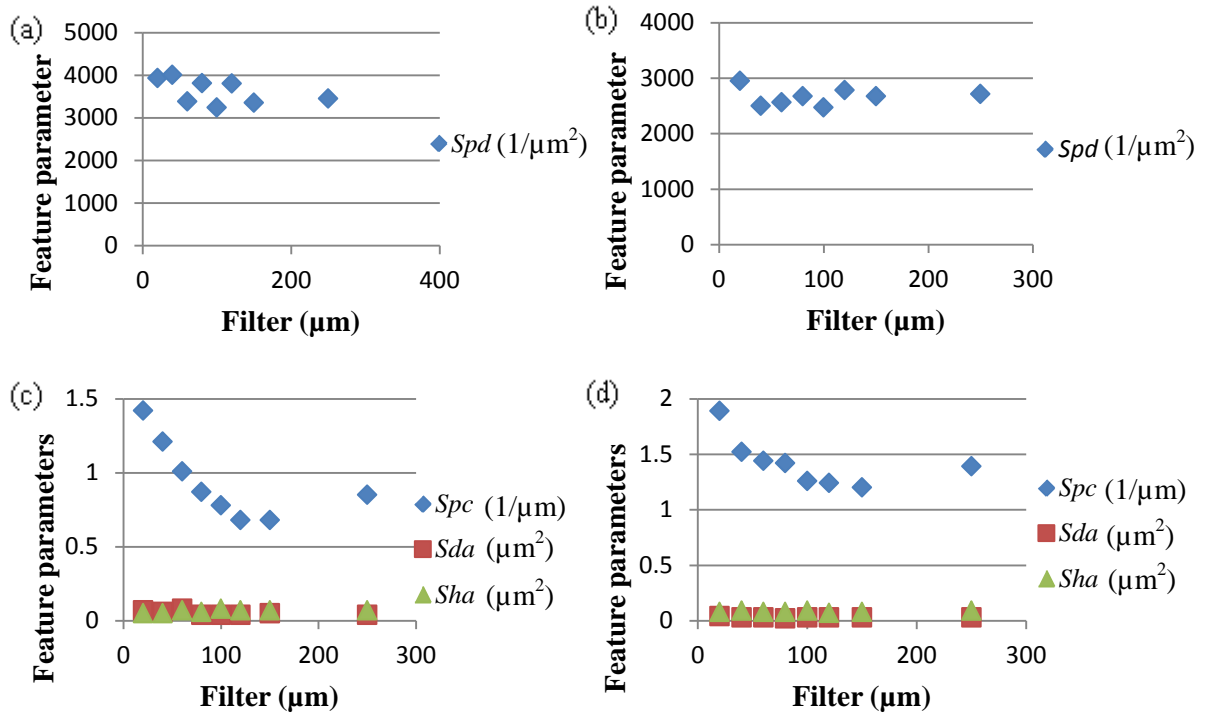 (a)
5000
4000
3000
2000
1000
0
0
200
400
Feature parameter
Filter (µm)
Spd (1/µm²)
(b)
4000
3000
2000
1000
0
0
100
200
300
Feature parameter
Filter (µm)
Spd (1/µm²)
(c)
1.5
1
0.5
0
0
100
200
300
Feature parameters
Filter (µm)
Spc (1/µm)
Sda (µm²)
Sha (µm²)
(d)
2
1.5
1
0.5
0
0
100
200
300
Feature parameters
Filter (µm)
Spc (1/µm)
Sda (µm²)
Sha (µm²)